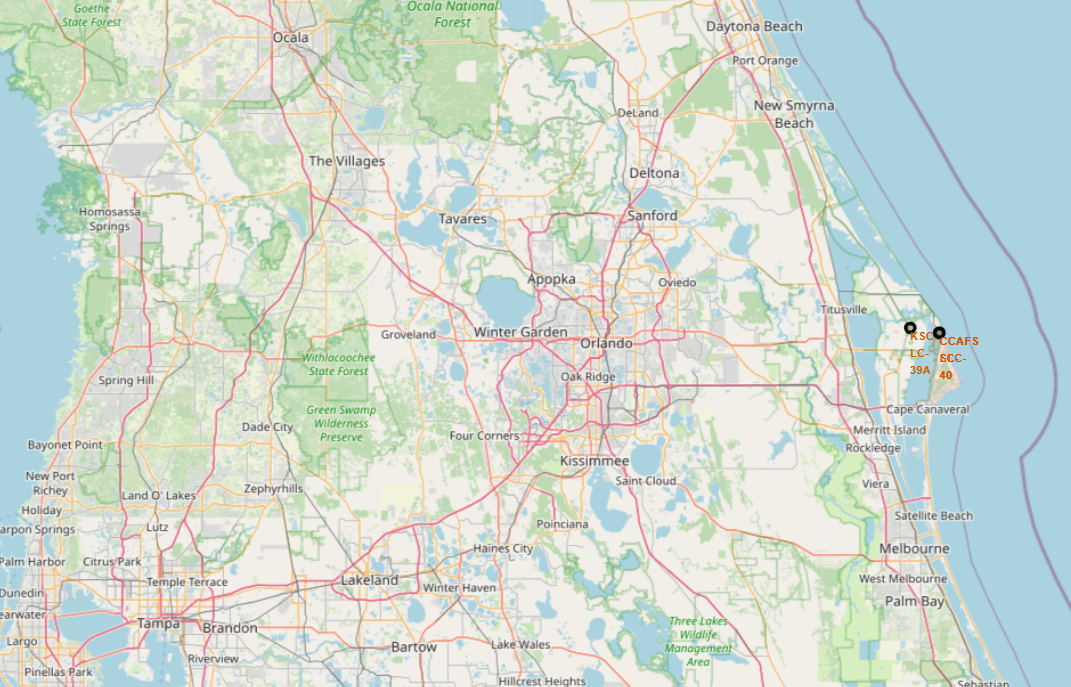 Goethe
State Forest
Ocala National
Forest
Ocala
Daytona Beach
Port Orange
New Smyrna
Beach
DeLand
The Villages
Deltona
Homosassa
Springs
Tavares
Sanford
Apopka
Oviedo
Titusville
Groveland
Winter Garden
Orlando
KSC
LC-
39A
CCAFS
SLC-
40
Withlacoochee
State Forest
Spring Hill
Oak Ridge
Green Swamp
Wilderness
Preserve
Cape Canaveral
Dade City
Four Corners
Merritt Island
Rockledge
Bayonet Point
Kissimmee
New Port
Richey
Land O' Lakes
Zephyrhills
Saint Cloud
Viera
Holiday
arpon Springs
Lutz
Poinciana
Satellite Beach
Haines City
Melbourne
Palm Harbor
Citrus Park
Temple Terrace
Lakeland
Winter Haven
West Melbourne
Dunedin
Palm Bay
earwater
Tampa
Brandon
Three Lakes
Wildlife
Management
Area
Largo
Bartow
Lake Wales
Riverview
Pinellas Park
Hillcrest Heights
Sebastian